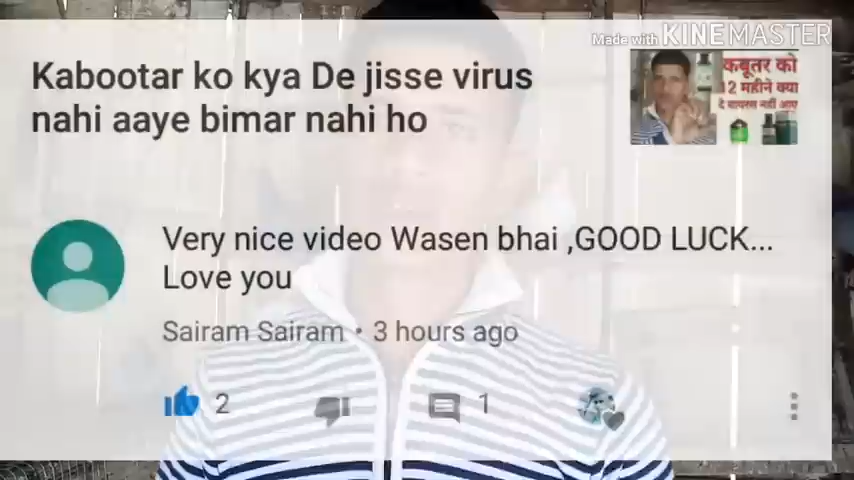 Made with KINEMASTER
Kabootar ko kya De jisse virus
nahi aaye bimar nahi ho
कबूतर को
12 महीने क्या
दे वायरस नहीं आए
Very nice video Wasen bhai ,GOOD LUCK...
Love you
Sairam Sairam • 3 hours ago
2
1